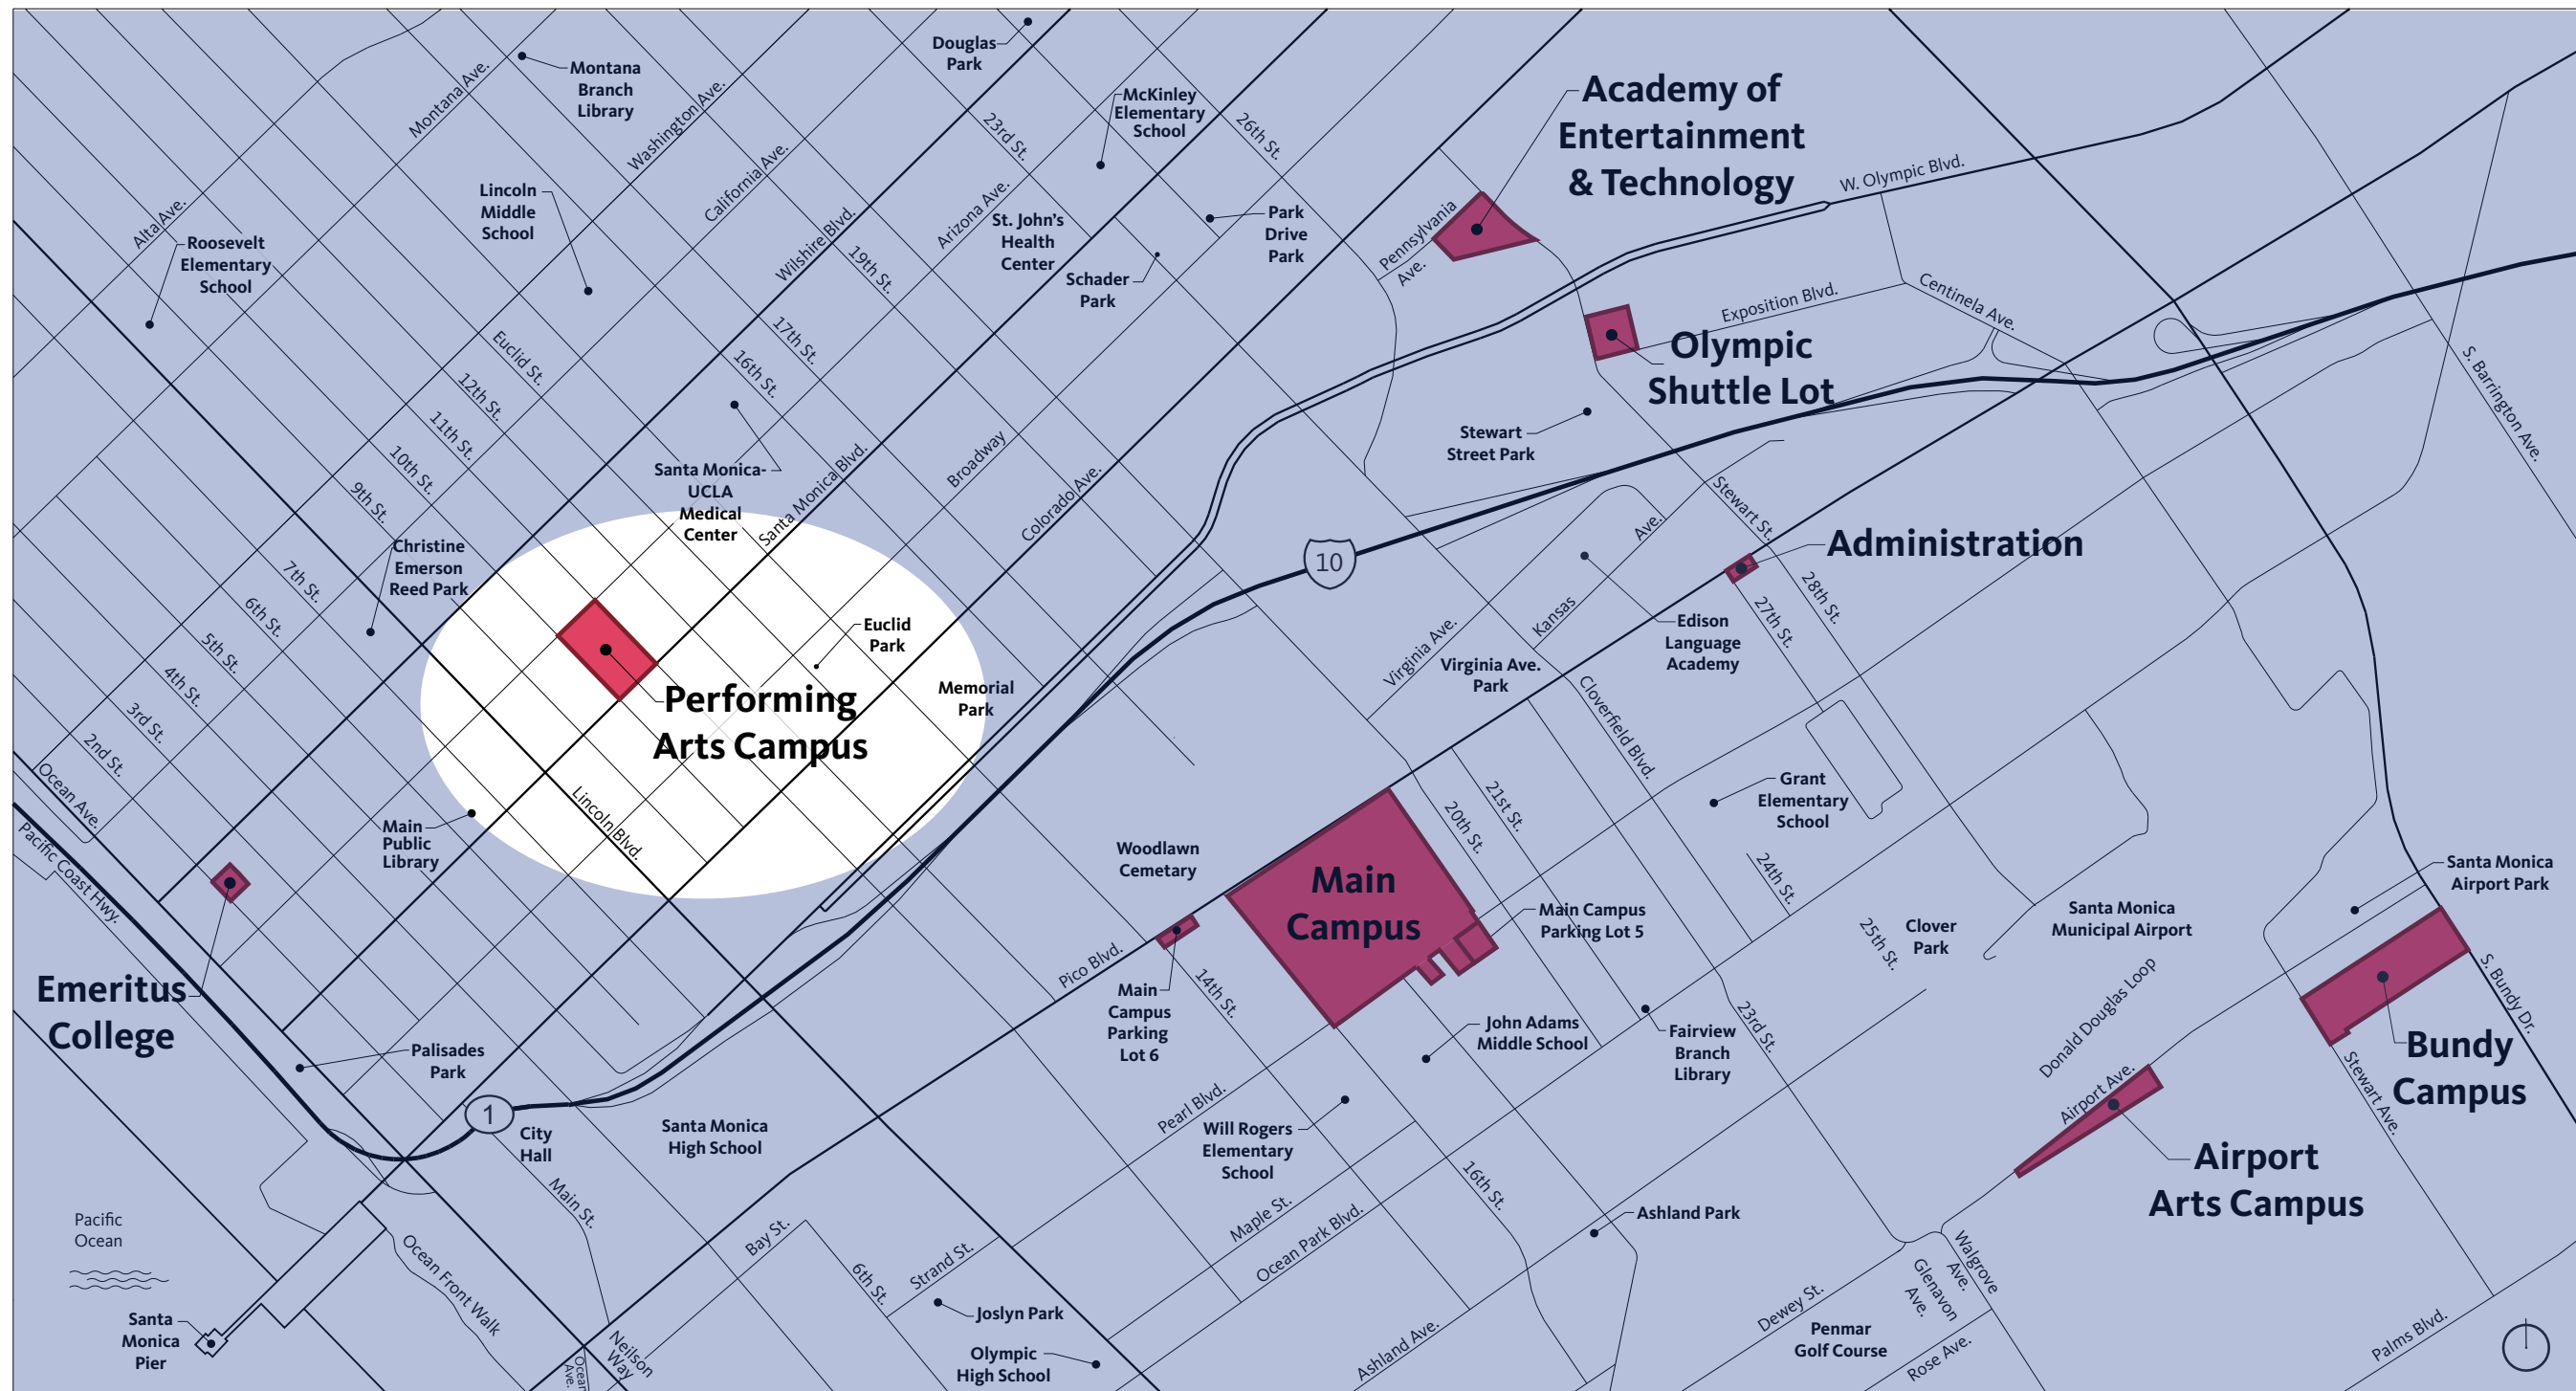 Douglas
Park
Montana
Branch
Library
Montana Ave.
Washington Ave.
McKinley
Elementary
School
26th St.
23rd St.
Academy of
Entertainment
& Technology
W. Olympic Blvd.
Lincoln
Middle
School
California Ave.
Alta Ave.
Roosevelt
Elementary
School
Wilshire Blvd.
Arizona Ave.
St. John's
Health
Center
Park
Drive
Park
Schader
Park
Pennsylvania
Ave.
19th St.
17th St.
16th St.
Euclid St.
12th St.
11th St.
10th St.
9th St.
Exposition Blvd.
Centinela Ave.
Olympic
Shuttle Lot
S. Barrington Ave.
Stewart
Street Park
Santa Monica-
UCLA
Medical
Center
Santa Monica Blvd.
Broadway
Colorado Ave.
Stewart St.
Kansas
Ave.
10
Administration
Christine
Emerson
Reed Park
7th St.
6th St.
5th St.
4th St.
3rd St.
2nd St.
Ocean Ave.
Pacific Coast Hwy.
Euclid
Park
Memorial
Park
Performing
Arts Campus
Lincoln Blvd.
Main
Public
Library
Virginia Ave.
Virginia Ave.
Park
Edison
Language
Academy
27th St.
28th St.
Cloverfield Blvd.
Grant
Elementary
School
21st St.
20th St.
24th St.
25th St.
Clover
Park
Santa Monica
Municipal Airport
Santa Monica
Airport Park
Woodlawn
Cemetary
Main
Campus
Main Campus
Parking Lot 5
Pico Blvd.
Main
Campus
Parking
Lot 6
14th St.
John Adams
Middle School
Fairview
Branch
Library
23rd St.
Donald Douglas Loop
Airport Ave.
S. Bundy Dr.
Bundy
Campus
Stewart Ave.
Airport
Arts Campus
Emeritus
College
Palisades
Park
1
City
Hall
Santa Monica
High School
Pearl Blvd.
Will Rogers
Elementary
School
16th St.
Maple St.
Ocean Park Blvd.
Ashland Park
Main St.
Bay St.
Strand St.
6th St.
Joslyn Park
Olympic
High School
Ashland Ave.
Dewey St.
Walgrove
Ave.
Glenavon
Ave.
Penmar
Golf Course
Rose Ave.
Palms Blvd.
Pacific
Ocean
Ocean Front Walk
Santa
Monica
Pier
Neilson
Way
Ocean
Ave.